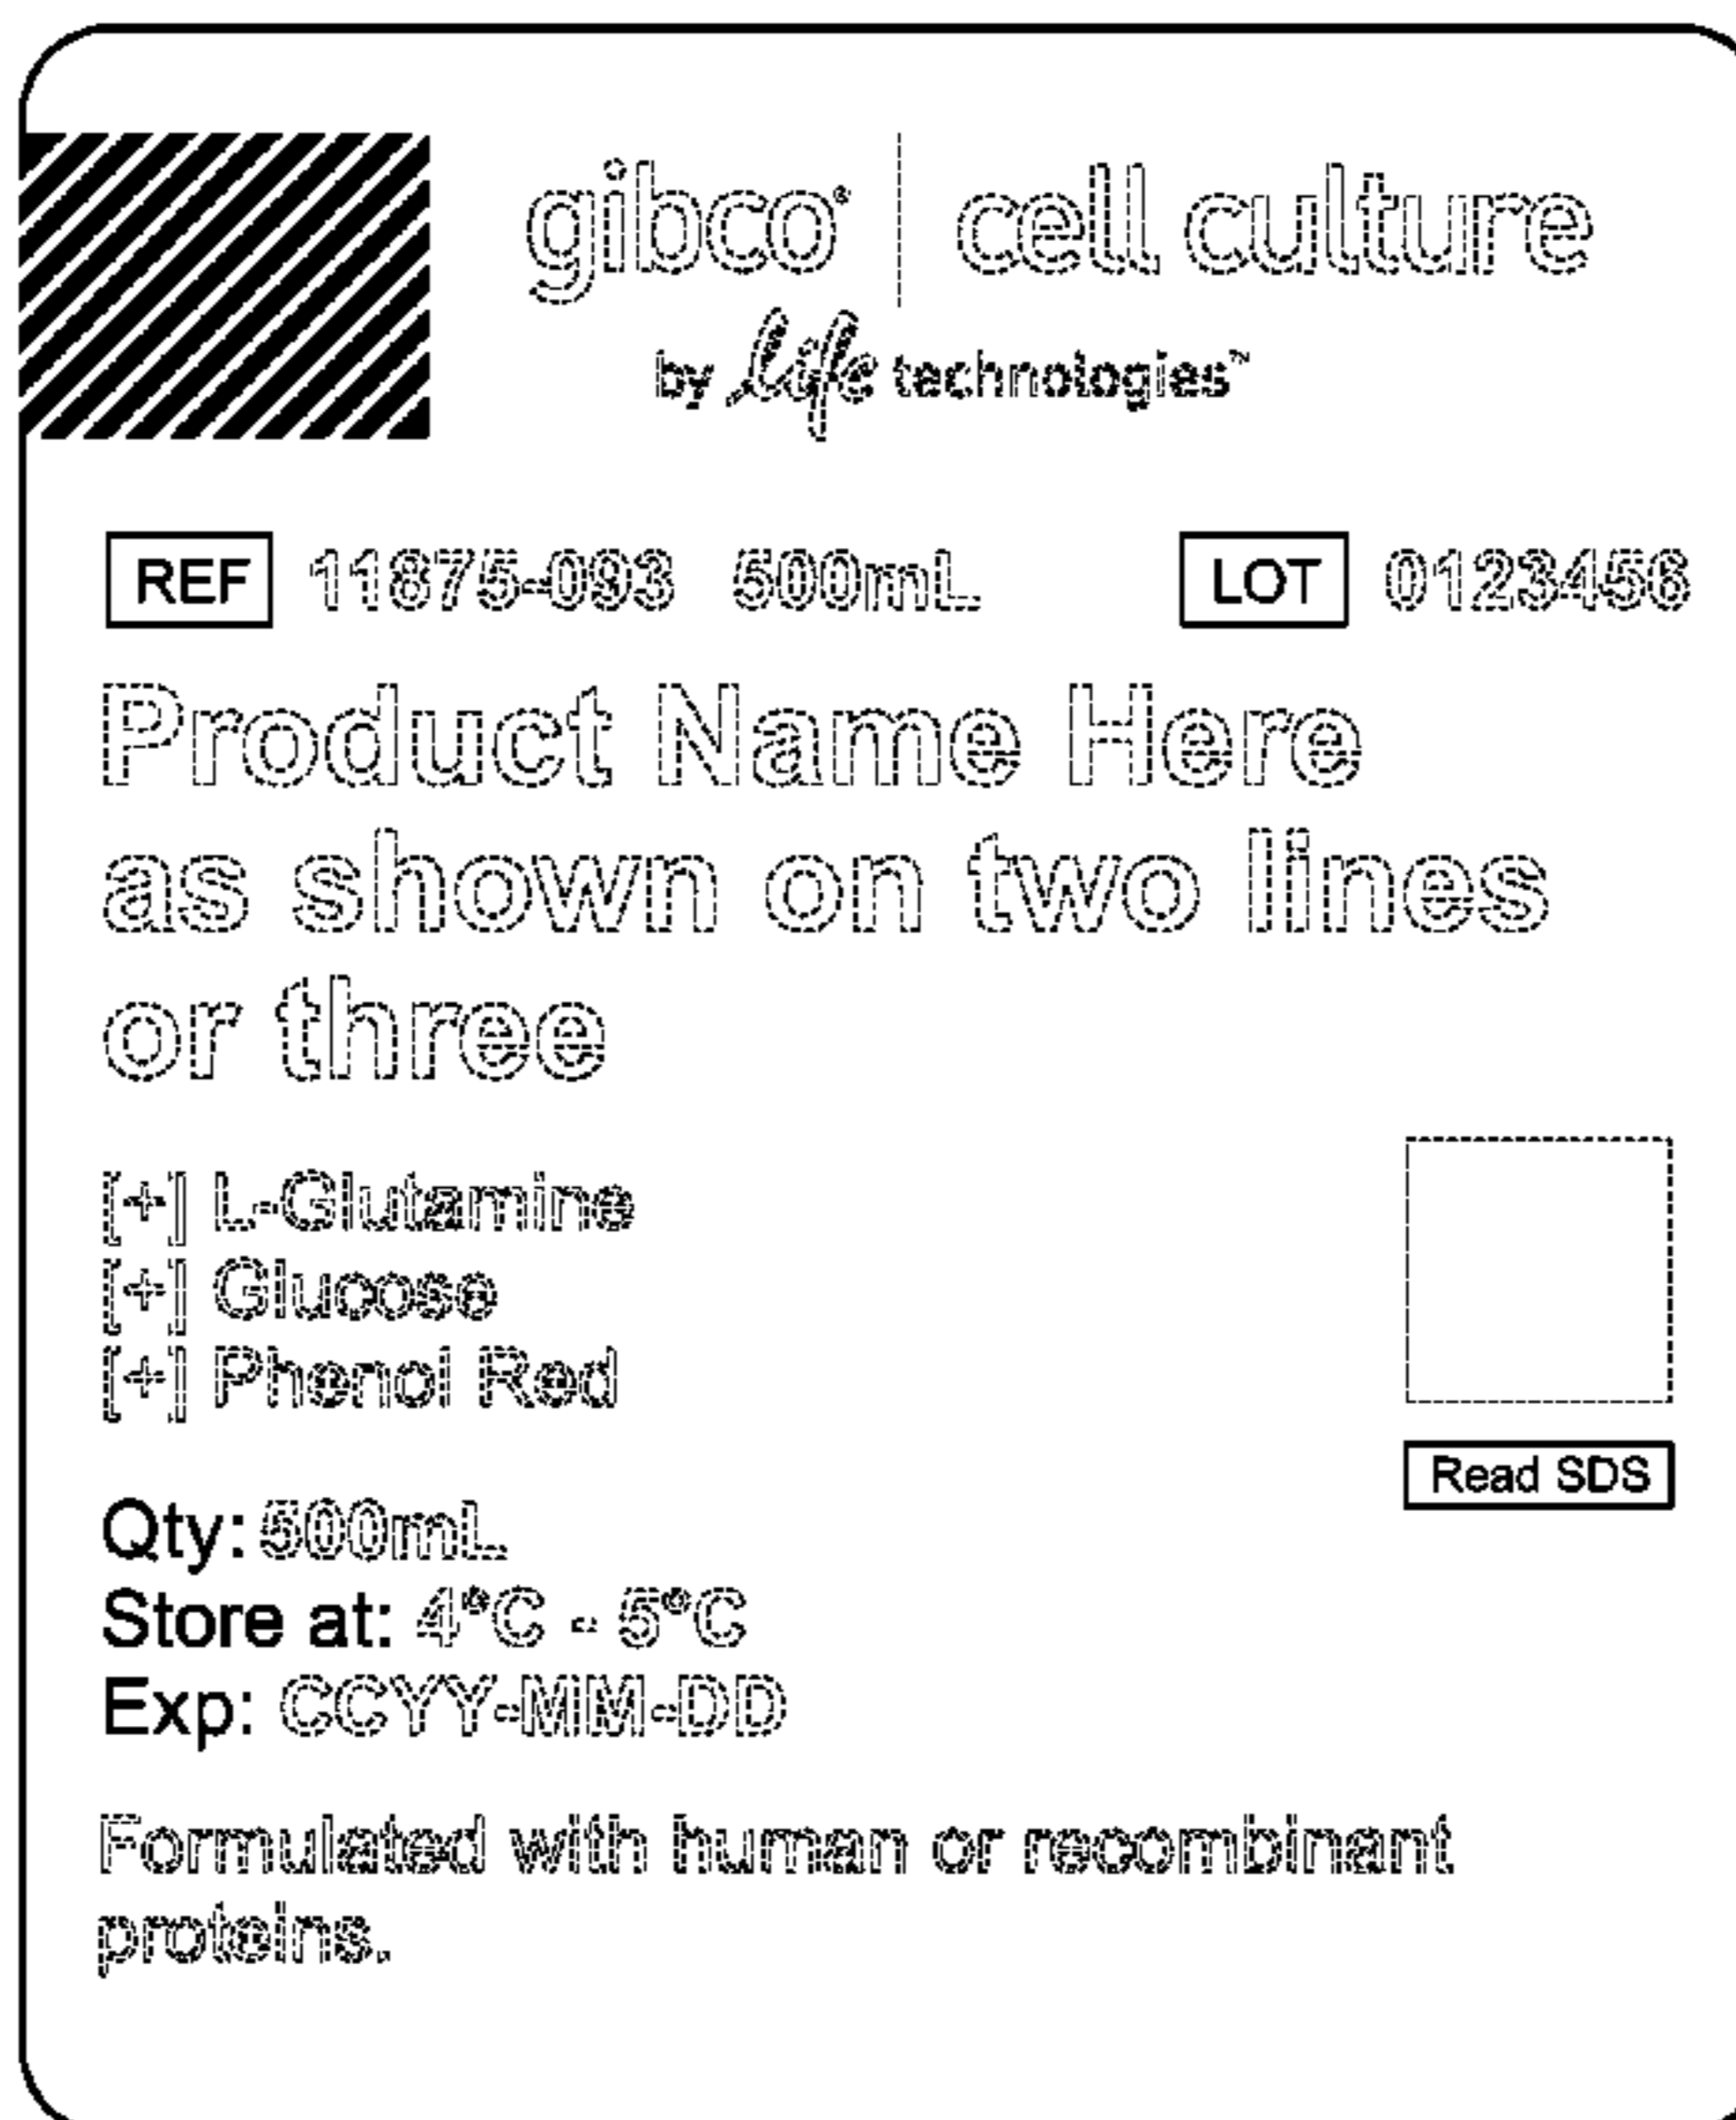 gibco® | cell culture
by life technologies™
REF 11875-093 500mL LOT 0123456
Product Name Here
as shown on two lines
or three
[+] L-Glutamine
[+] Glucose
[+] Phenol Red
Read SDS
Qty: 500mL
Store at: 4°C - 5°C
Exp: CCYY-MM-DD
Formulated with human or recombinant
proteins.